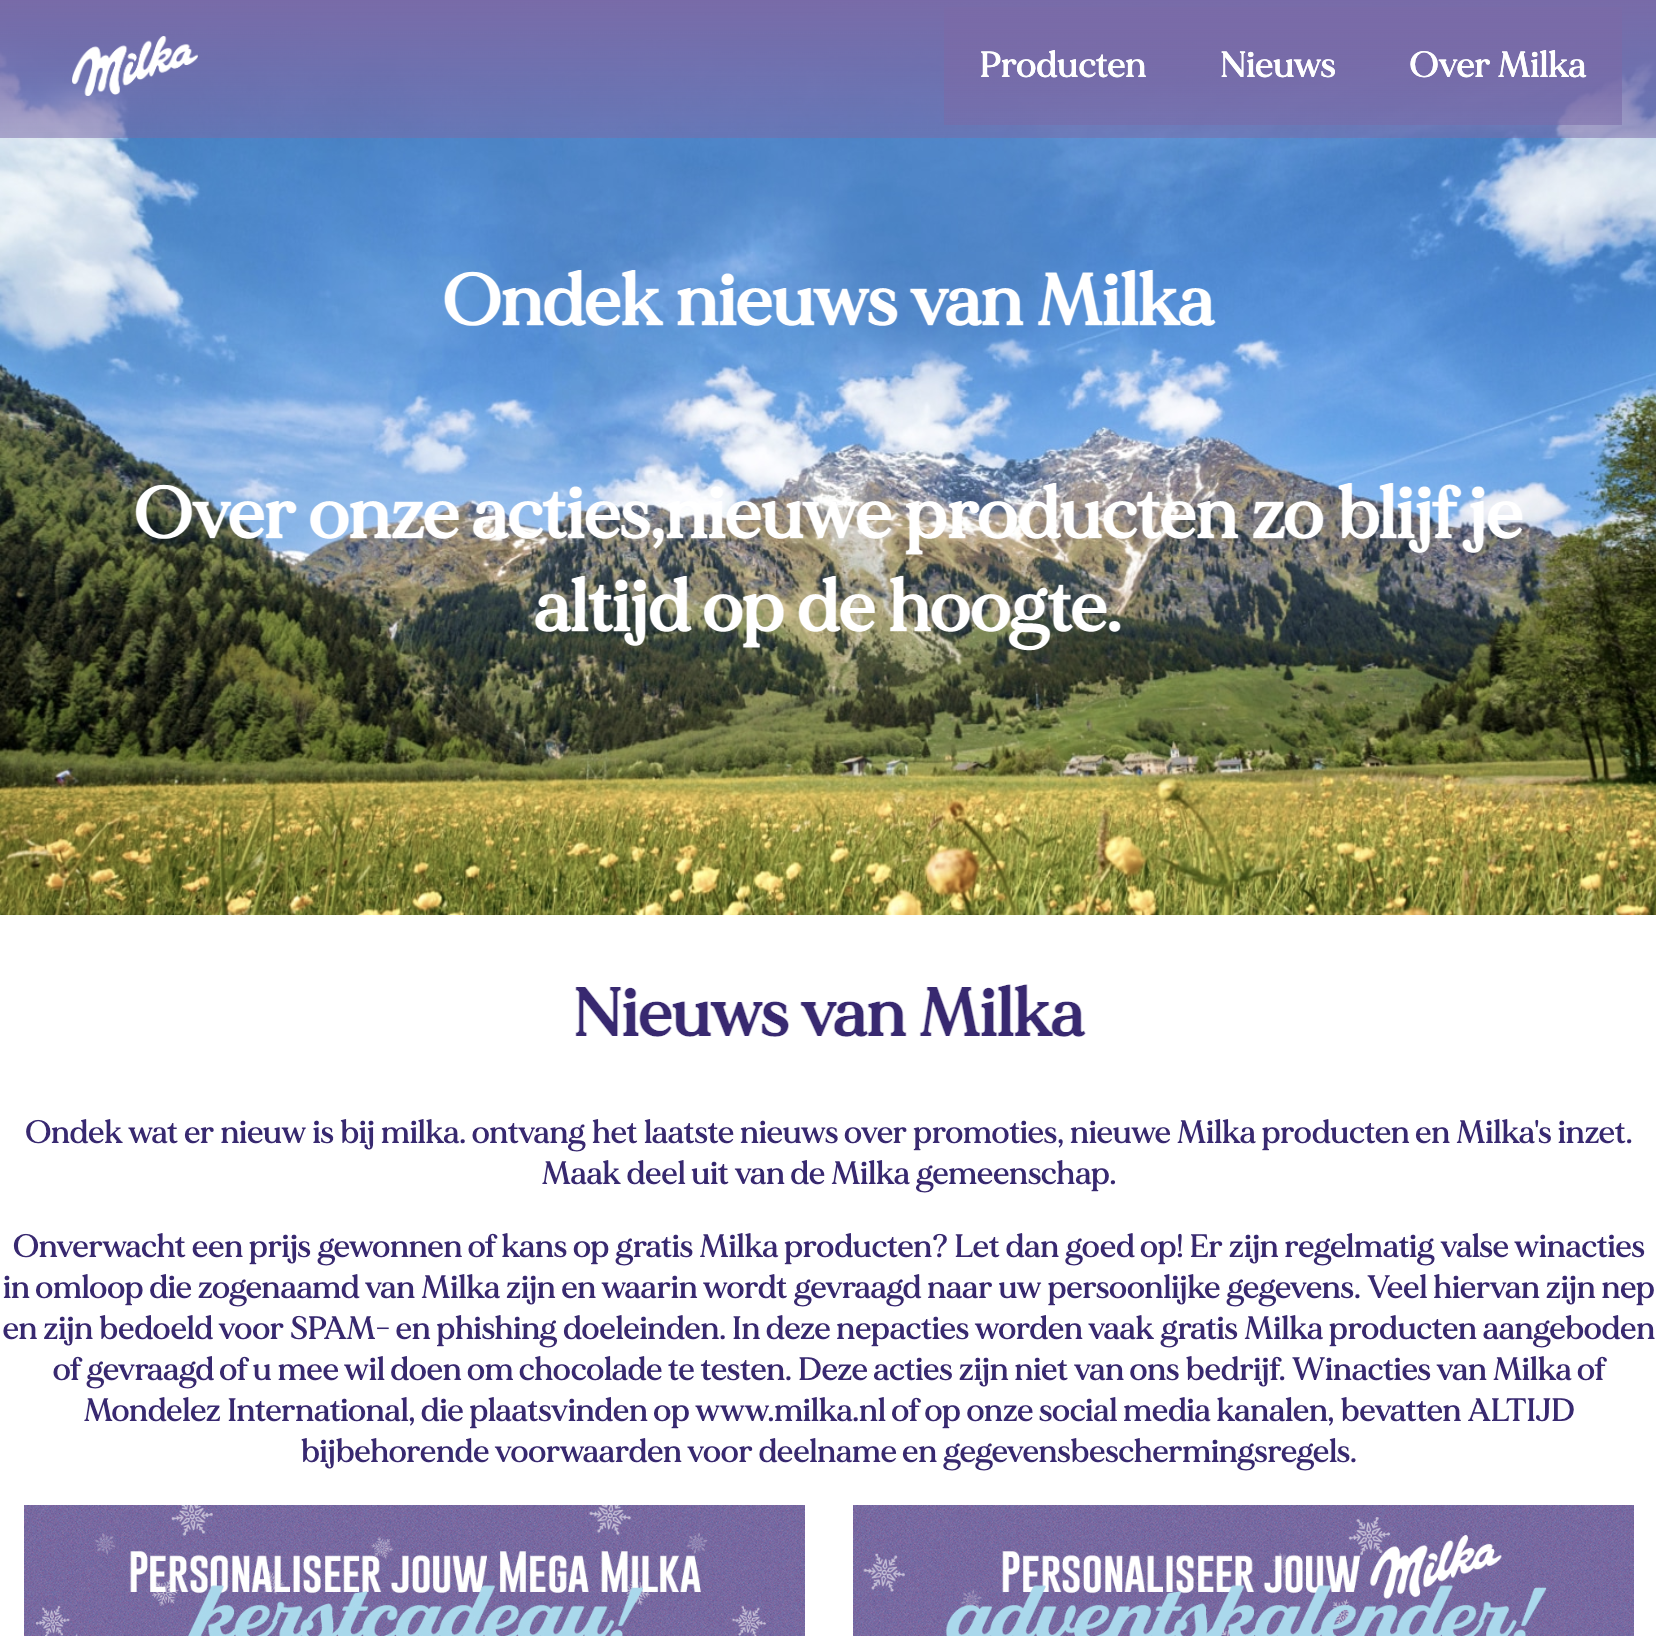 Milka
Producten Nieuws Over Milka
Ondek nieuws van Milka
Over onze acties,nieuwe producten zo blijf je
altijd op de hoogte.
Nieuws van Milka
Ondek wat er nieuw is bij milka. ontvang het laatste nieuws over promoties, nieuwe Milka producten en Milka's inzet.
Maak deel uit van de Milka gemeenschap.
Onverwacht een prijs gewonnen of kans op gratis Milka producten? Let dan goed op! Er zijn regelmatig valse winacties
in omloop die zogenaamd van Milka zijn en waarin wordt gevraagd naar uw persoonlijke gegevens. Veel hiervan zijn nep
en zijn bedoeld voor SPAM- en phishing doeleinden. In deze nepacties worden vaak gratis Milka producten aangeboden
of gevraagd of u mee wil doen om chocolade te testen. Deze acties zijn niet van ons bedrijf. Winacties van Milka of
Mondelez International, die plaatsvinden op www.milka.nl of op onze social media kanalen, bevatten ALTIJD
bijbehorende voorwaarden voor deelname en gegevensbeschermingsregels.
PERSONALISEER JOUW MEGA MILKA
kerstcadeau!
PERSONALISEER JOUW Milka
adventskalender!